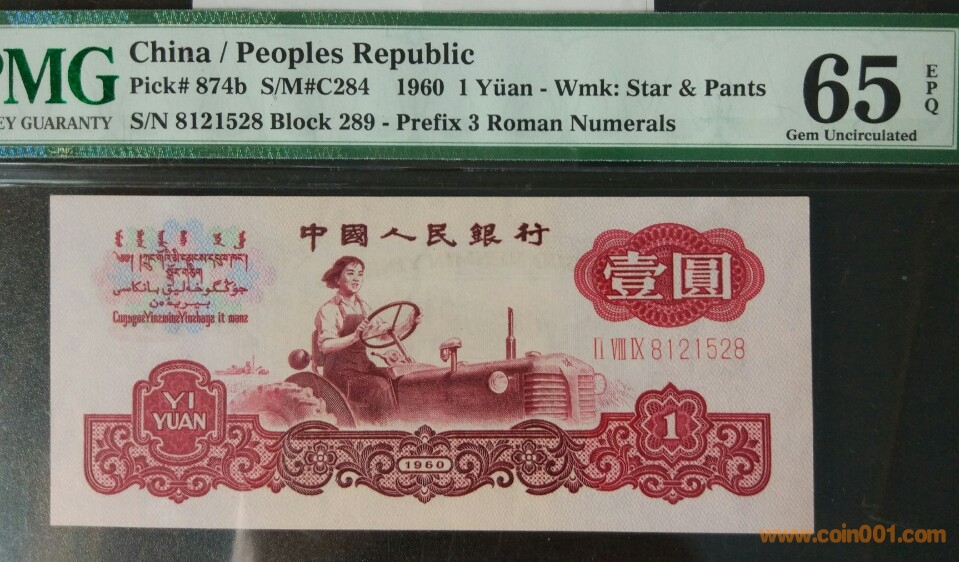 PMG
China / Peoples Republic
Pick# 874b S/M#C284 1960 1 Yüan - Wmk: Star & Pants
EY GUARANTY
S/N 8121528 Block 289 - Prefix 3 Roman Numerals
65
EPQ
Gem Uncirculated
中國人民銀行
壹圓
II VIII IX 8121528
YI
YUAN
1
1960
www.coin001.com